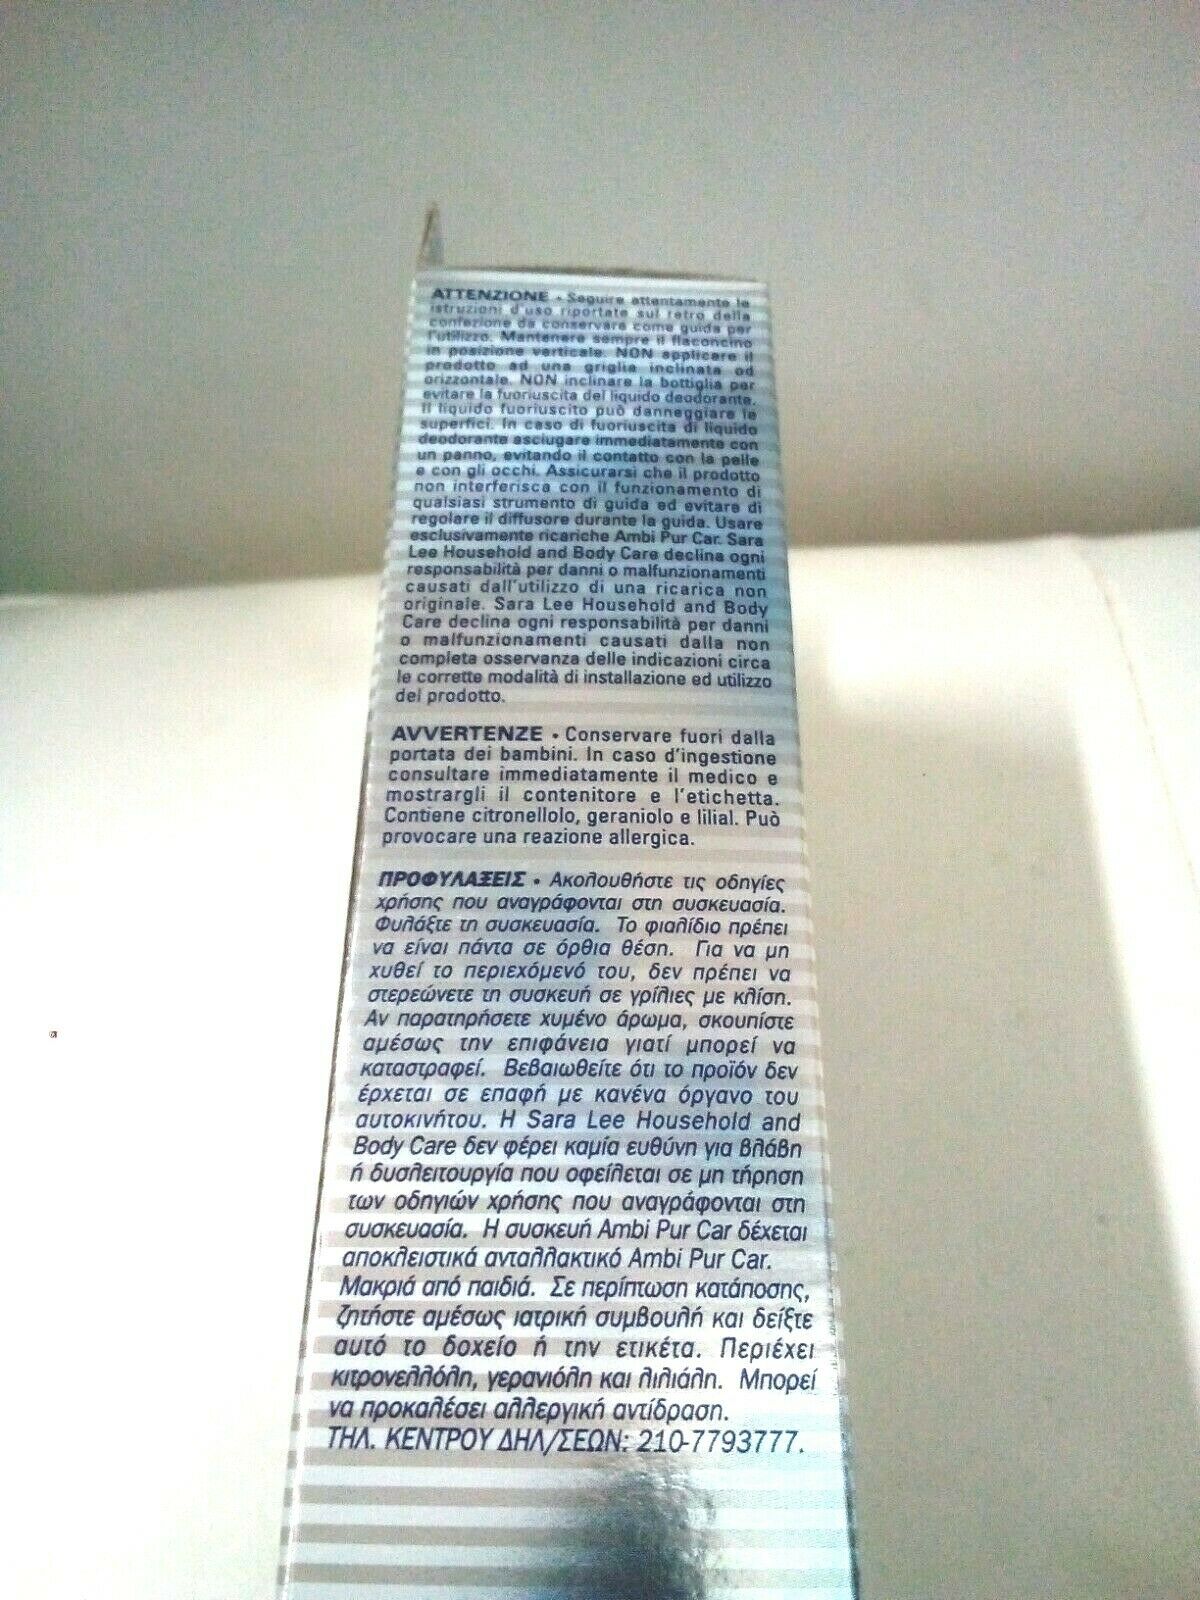 ATTENZIONE • Seguire attentamente le
istruzioni d'uso riportate sul retro della
confezione da conservare come guida per
l'utilizzo. Mantenere sempre il flaconcino
in posizione verticale. NON applicare il
prodotto ad una griglia inclinata od
orizzontale. NON inclinare la bottiglia per
evitare la fuoriuscita del liquido deodorante.
Il liquido fuoriuscito può danneggiare le
superfici. In caso di fuoriuscita di liquido
deodorante asciugare immediatamente con
un panno, evitando il contatto con la pelle
e con gli occhi. Assicurarsi che il prodotto
non interferisca con il funzionamento di
qualsiasi strumento di guida ed evitare di
regolare il diffusore durante la guida. Usare
esclusivamente ricariche Ambi Pur Car. Sara
Lee Household and Body Care declina ogni
responsabilità per danni o malfunzionamenti
causati dall'utilizzo di una ricarica non
originale. Sara Lee Household and Body
Care declina ogni responsabilità per danni
o malfunzionamenti causati dalla non
completa osservanza delle indicazioni circa
le corrette modalità di installazione ed utilizzo
del prodotto.
AVVERTENZE • Conservare fuori dalla
portata dei bambini. In caso d'ingestione
consultare immediatamente il medico e
mostrargli il contenitore e l'etichetta.
Contiene citronellolo, geraniolo e lilial. Può
provocare una reazione allergica.
ΠΡΟΦΥΛΑΞΕΙΣ • Ακολουθήστε τις οδηγίες
χρήσης που αναγράφονται στη συσκευασία.
Φυλάξτε τη συσκευασία. Το φιαλίδιο πρέπει
να είναι πάντα σε όρθια θέση. Για να μη
χυθεί το περιεχόμενό του, δεν πρέπει να
στερεώνετε τη συσκευή σε γρίλιες με κλίση.
Αν παρατηρήσετε χυμένο άρωμα, σκουπίστε
αμέσως την επιφάνεια γιατί μπορεί να
καταστραφεί. Βεβαιωθείτε ότι το προϊόν δεν
έρχεται σε επαφή με κανένα όργανο του
αυτοκινήτου. Η Sara Lee Household and
Body Care δεν φέρει καμία ευθύνη για βλάβη
ή δυσλειτουργία που οφείλεται σε μη τήρηση
των οδηγιών χρήσης που αναγράφονται στη
συσκευασία. Η συσκευή Ambi Pur Car δέχεται
αποκλειστικά ανταλλακτικό Ambi Pur Car.
Μακριά από παιδιά. Σε περίπτωση κατάποσης,
ζητήστε αμέσως ιατρική συμβουλή και δείξτε
αυτό το δοχείο ή την ετικέτα. Περιέχει
κιτρονελλόλη, γερανιόλη και λιλιάλη. Μπορεί
να προκαλέσει αλλεργική αντίδραση.
ΤΗΛ. ΚΕΝΤΡΟΥ ΔΗΛ/ΣΕΩΝ: 210-7793777.